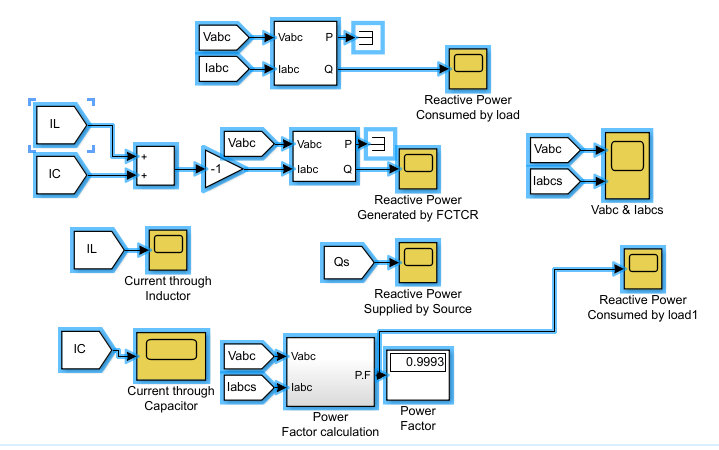 Vabc
Iabc
Vabc
Iabc
P
Q
Reactive Power
Consumed by load
IL
IC
+
+
-1
Vabc
Vabc
Iabc
P
Q
Reactive Power
Generated by FCTCR
Vabc
Iabcs
Vabc & Iabcs
IL
Current through
Inductor
Qs
Reactive Power
Supplied by Source
Reactive Power
Consumed by load1
IC
Current through
Capacitor
Vabc
Iabcs
Vabc
Iabc
P.F
Power
Factor calculation
0.9993
Power
Factor